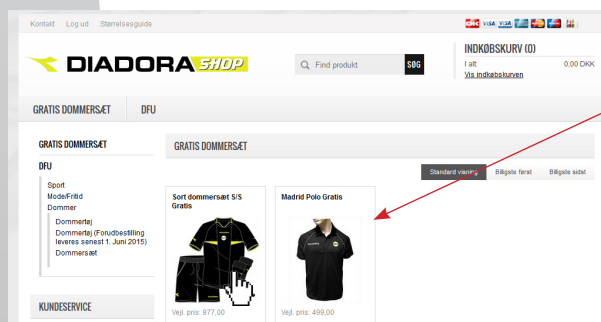 Kontakt Log ud Størrelsesguide
DIADORA SHOP
Find produkt SØG
INDKØBSKURV (0)
I alt 0,00 DKK
Vis indkøbskurven
GRATIS DOMMERSÆT DFU
GRATIS DOMMERSÆT
DFU
Sport
Mode/Fritid
Dommer
Dommertøj
Dommertøj (Forudbestilling
leveres senest 1. Juni 2015)
Dommersæt
KUNDESERVICE
GRATIS DOMMERSÆT
Standard visning Billigste først Billigste sidst
Sort dommersæt S/S
Gratis
Vejl. pris: 977,00
Madrid Polo Gratis
Vejl. pris: 499,00